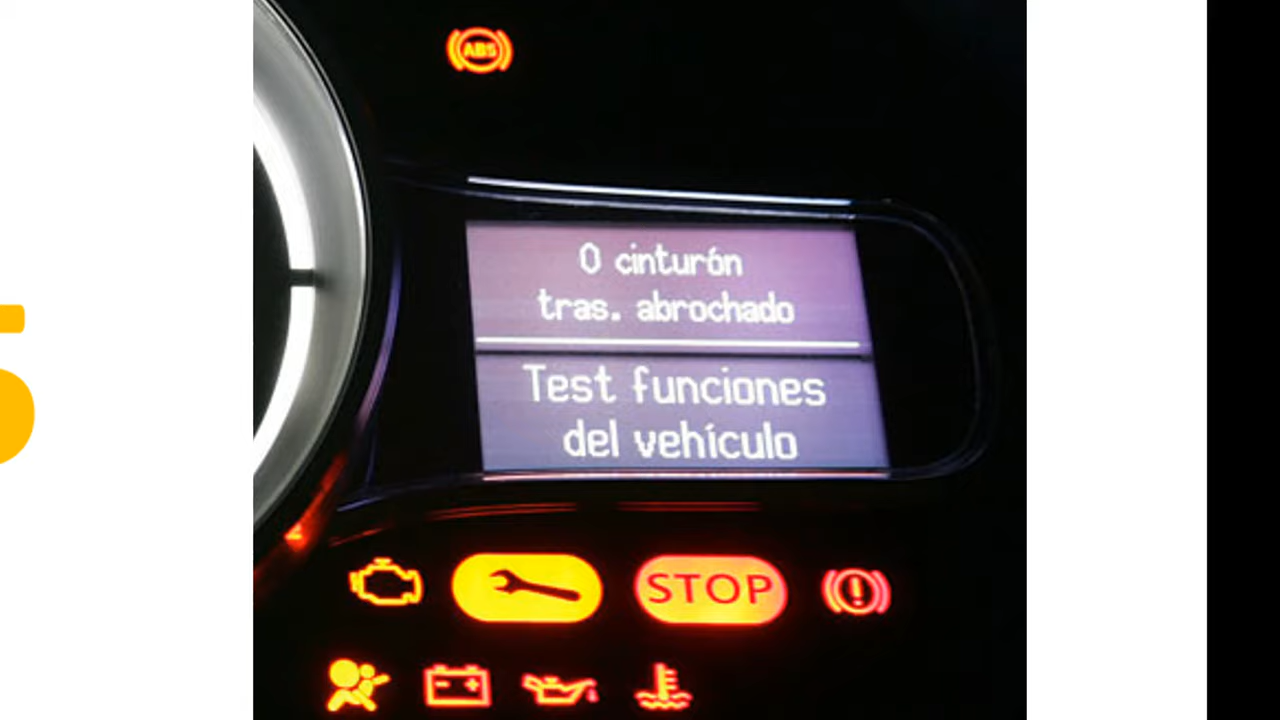 ABS
0 cinturón
tras. abrochado
Test funciones
del vehículo
STOP